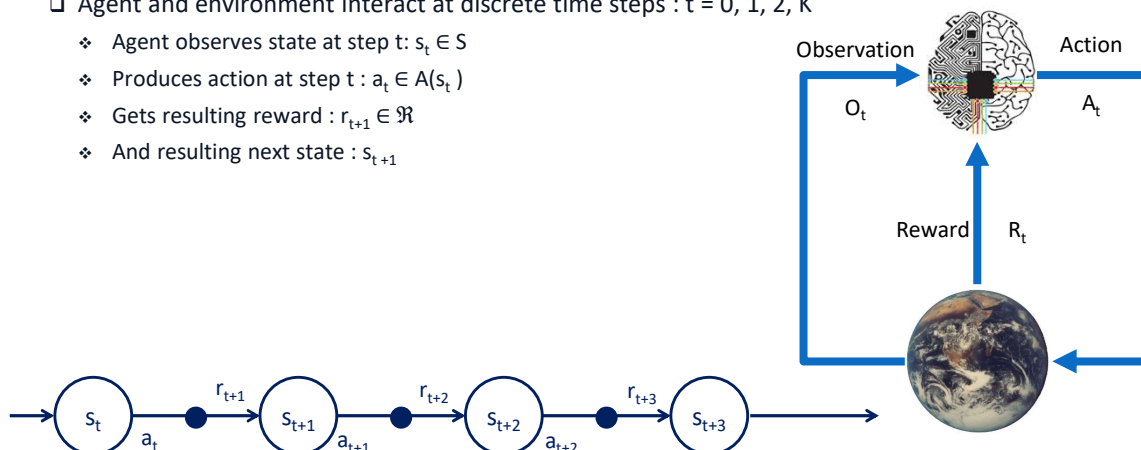 ❑ Agent and environment interact at discrete time steps : t = 0, 1, 2, K
❖ Agent observes state at step t: sₜ ∈ S
❖ Produces action at step t : aₜ ∈ A(sₜ )
❖ Gets resulting reward : rₜ₊₁ ∈ ℜ
❖ And resulting next state : sₜ ₊₁
Observation
Action
Oₜ
Aₜ
Reward Rₜ
rₜ₊₁ rₜ₊₂ rₜ₊₃
sₜ sₜ₊₁ sₜ₊₂ sₜ₊₃
aₜ aₜ₊₁ aₜ₊₂